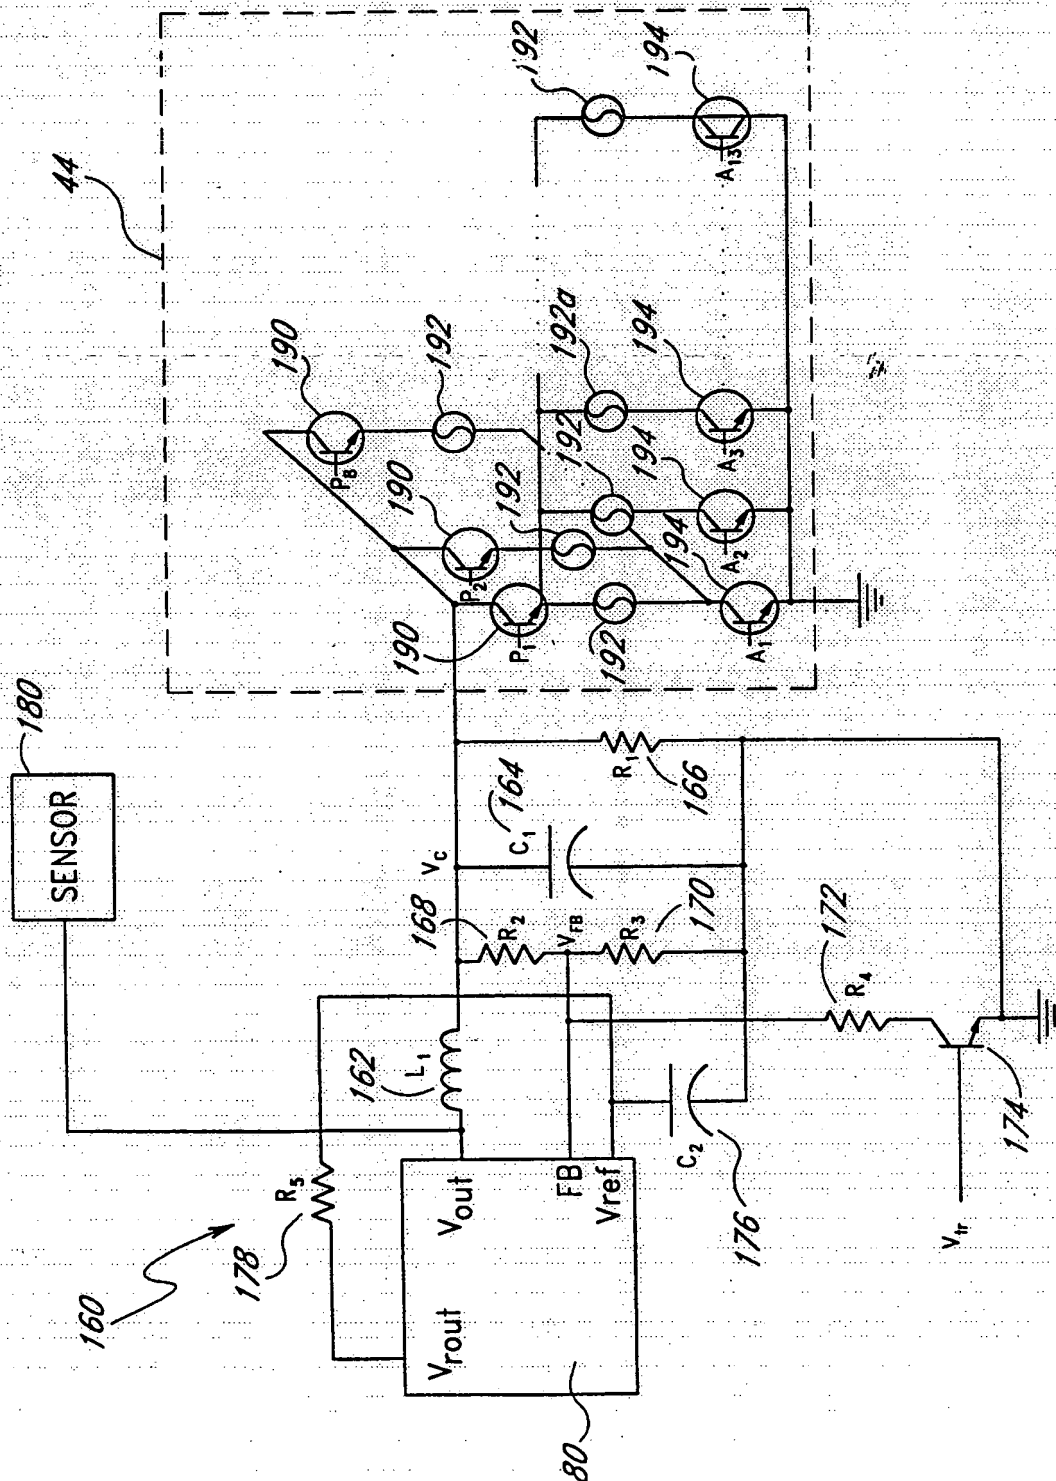 160
80
Vrout
Vout
FB
Vref
178
R5
162
L1
SENSOR
180
168
R2
VC
C1
164
VFB
R3
170
R1
166
172
R4
C2
176
Vtr
174
44
190
P1
192
190
P2
192
190
P8
192
194
A1
192
194
A2
192a
194
A3
192
194
A13